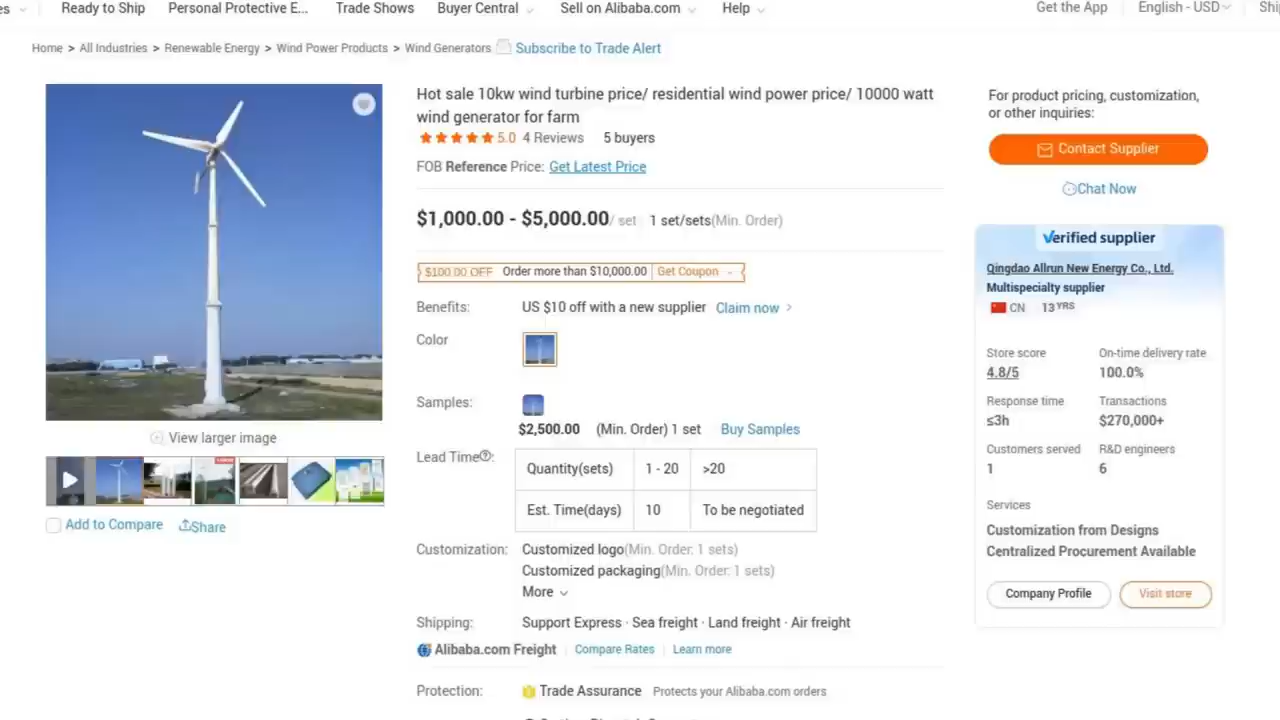 es
Ready to Ship
Personal Protective E...
Trade Shows
Buyer Central
Sell on Alibaba.com
Help
Get the App
English - USD
Ship
Home > All Industries > Renewable Energy > Wind Power Products > Wind Generators
Subscribe to Trade Alert
Hot sale 10kw wind turbine price/ residential wind power price/ 10000 watt
wind generator for farm
5.0 4 Reviews 5 buyers
FOB Reference Price: Get Latest Price
$1,000.00 - $5,000.00/ set 1 set/sets(Min. Order)
$100.00 OFF Order more than $10,000.00 Get Coupon
Benefits: US $10 off with a new supplier Claim now >
Color
Samples:
$2,500.00 (Min. Order) 1 set Buy Samples
Lead Time?:
Quantity(sets) 1 - 20 >20
Est. Time(days) 10 To be negotiated
Customization: Customized logo(Min. Order: 1 sets)
Customized packaging(Min. Order: 1 sets)
More
Shipping: Support Express · Sea freight · Land freight · Air freight
Alibaba.com Freight Compare Rates Learn more
Protection: Trade Assurance Protects your Alibaba.com orders
View larger image
Add to Compare Share
For product pricing, customization,
or other inquiries:
Contact Supplier
Chat Now
Verified supplier
Qingdao Allrun New Energy Co., Ltd.
Multispecialty supplier
CN 13 YRS
Store score On-time delivery rate
4.8/5 100.0%
Response time Transactions
≤3h $270,000+
Customers served R&D engineers
1 6
Services
Customization from Designs
Centralized Procurement Available
Company Profile Visit store